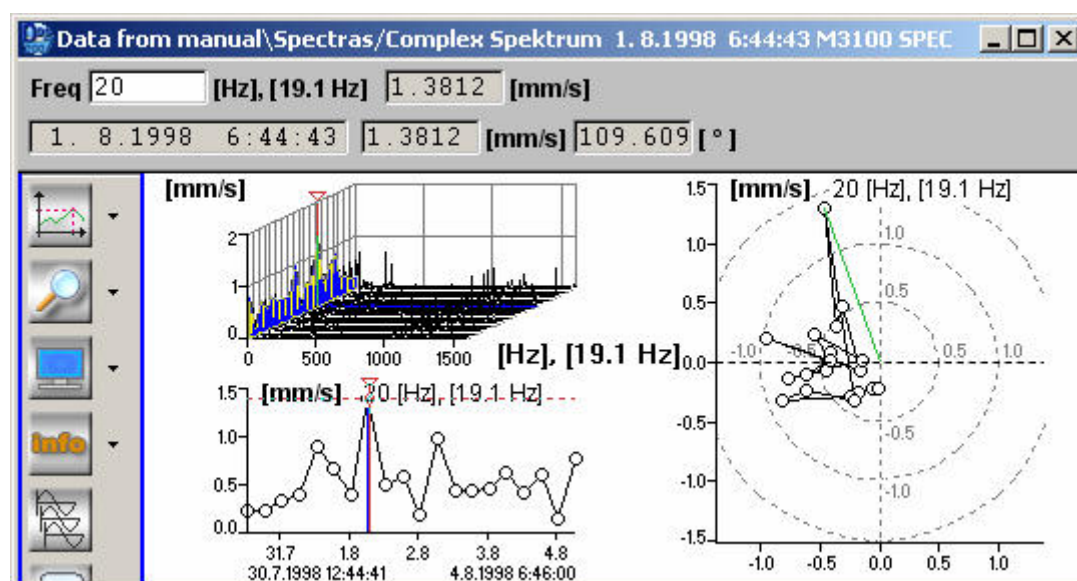 Data from manual\Spectras/Complex Spektrum 1. 8.1998 6:44:43 M3100 SPEC
Freq 20 [Hz], [19.1 Hz] 1.3812 [mm/s]
1. 8.1998 6:44:43 1.3812 [mm/s] 109.609 [ ° ]
[mm/s]
2
1
0
0 500 1000 1500
[Hz], [19.1 Hz]
1.5 [mm/s] 20 [Hz], [19.1 Hz]
1.0
0.5
0.0
31.7 1.8 2.8 3.8 4.8
30.7.1998 12:44:41 4.8.1998 6:46:00
1.5 [mm/s] 20 [Hz], [19.1 Hz]
1.0 1.0
0.5 0.5
0.0 -1.0 -0.5 0.5 1.0
-0.5 -0.5
-1.0 -1.0
-1.5
-1.0 -0.5 0.0 0.5 1.0
Info